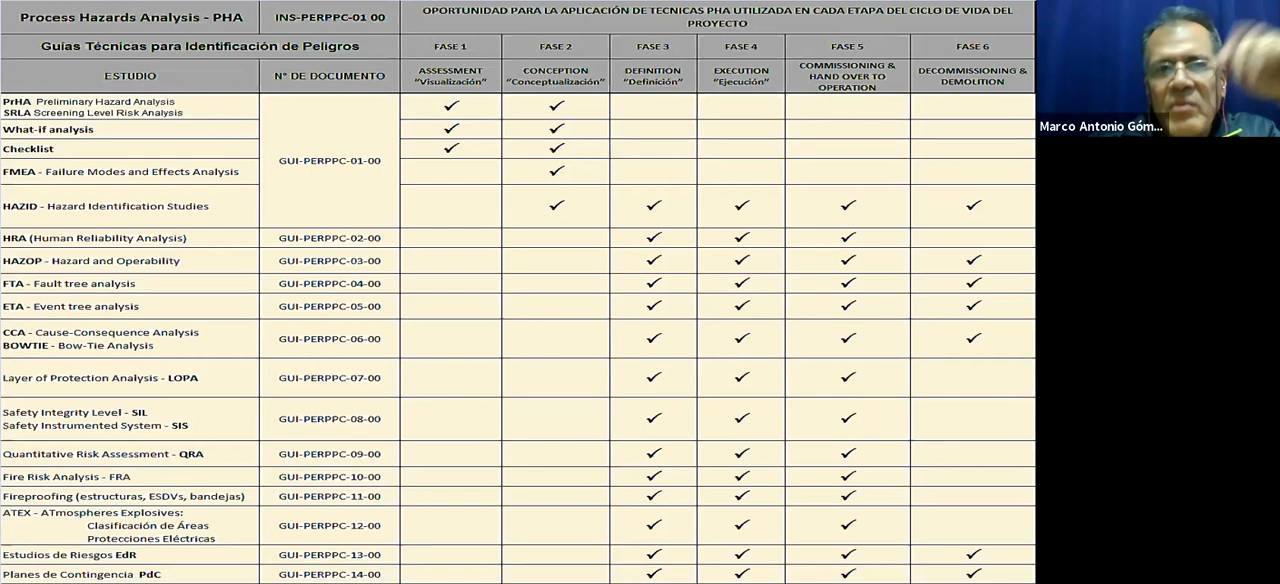 Process Hazards Analysis - PHA
INS-PERPPC-01 00
OPORTUNIDAD PARA LA APLICACIÓN DE TECNICAS PHA UTILIZADA EN CADA ETAPA DEL CICLO DE VIDA DEL
PROYECTO
Guías Técnicas para Identificación de Peligros
FASE 1
FASE 2
FASE 3
FASE 4
FASE 5
FASE 6
ESTUDIO
N° DE DOCUMENTO
ASSESSMENT
“Visualización”
CONCEPTION
“Conceptualización”
DEFINITION
“Definición”
EXECUTION
“Ejecución”
COMMISSIONING &
HAND OVER TO
OPERATION
DECOMMISSIONING &
DEMOLITION
PrHA Preliminary Hazard Analysis
SRLA Screening Level Risk Analysis
✓ ✓
What-if analysis
✓ ✓
Checklist
✓ ✓
GUI-PERPPC-01-00
FMEA - Failure Modes and Effects Analysis
✓
HAZID - Hazard Identification Studies
✓ ✓ ✓ ✓ ✓
HRA (Human Reliability Analysis)
GUI-PERPPC-02-00
✓ ✓ ✓
HAZOP - Hazard and Operability
GUI-PERPPC-03-00
✓ ✓ ✓ ✓
FTA - Fault tree analysis
GUI-PERPPC-04-00
✓ ✓ ✓ ✓
ETA - Event tree analysis
GUI-PERPPC-05-00
✓ ✓ ✓ ✓
CCA - Cause-Consequence Analysis
BOWTIE - Bow-Tie Analysis
GUI-PERPPC-06-00
✓ ✓ ✓ ✓
Layer of Protection Analysis - LOPA
GUI-PERPPC-07-00
✓ ✓ ✓
Safety Integrity Level - SIL
Safety Instrumented System - SIS
GUI-PERPPC-08-00
✓ ✓ ✓
Quantitative Risk Assessment - QRA
GUI-PERPPC-09-00
✓ ✓ ✓
Fire Risk Analysis - FRA
GUI-PERPPC-10-00
✓ ✓ ✓
Fireproofing (estructuras, ESDVs, bandejas)
GUI-PERPPC-11-00
✓ ✓ ✓
ATEX - ATmospheres Explosives:
Clasificación de Áreas
Protecciones Eléctricas
GUI-PERPPC-12-00
✓ ✓ ✓
Estudios de Riesgos EdR
GUI-PERPPC-13-00
✓ ✓ ✓ ✓
Planes de Contingencia PdC
GUI-PERPPC-14-00
✓ ✓ ✓ ✓
Marco Antonio Góm...